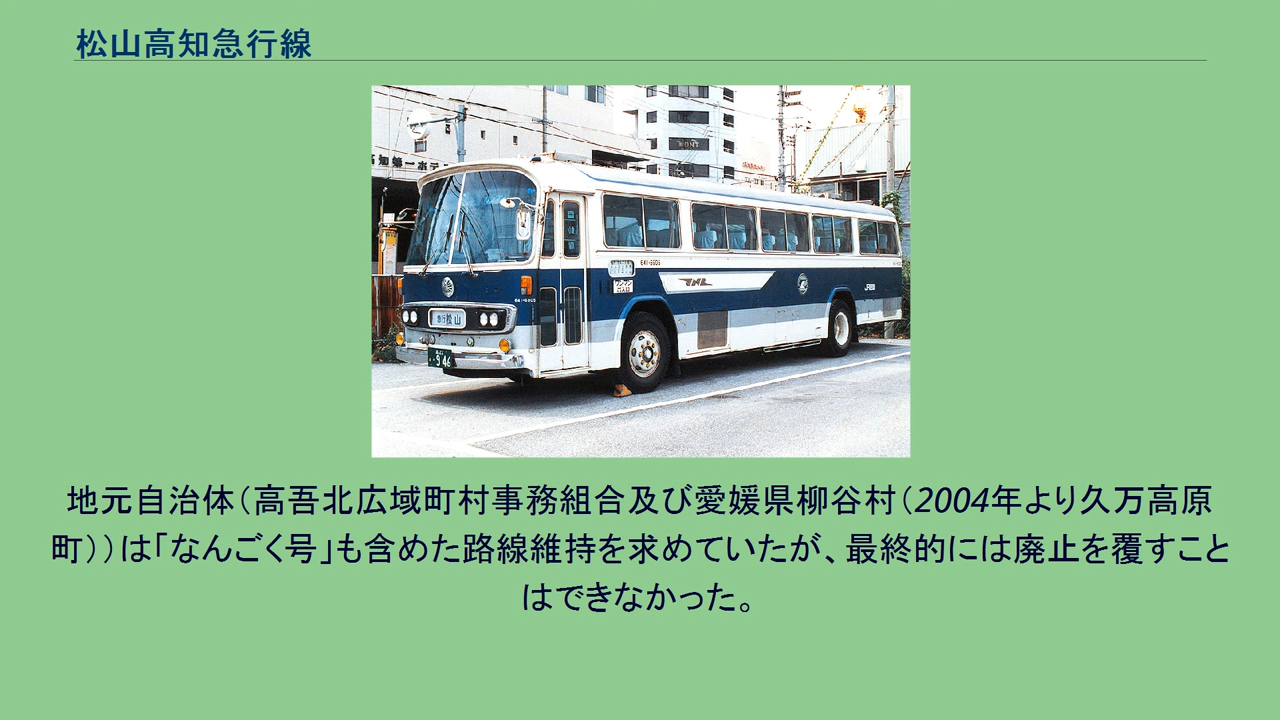 松山高知急行線
地元自治体（高吾北広域町村事務組合及び愛媛県柳谷村（2004年より久万高原
町））は「なんごく号」も含めた路線維持を求めていたが、最終的には廃止を覆すこと
はできなかった。
急行 松山
641-5905